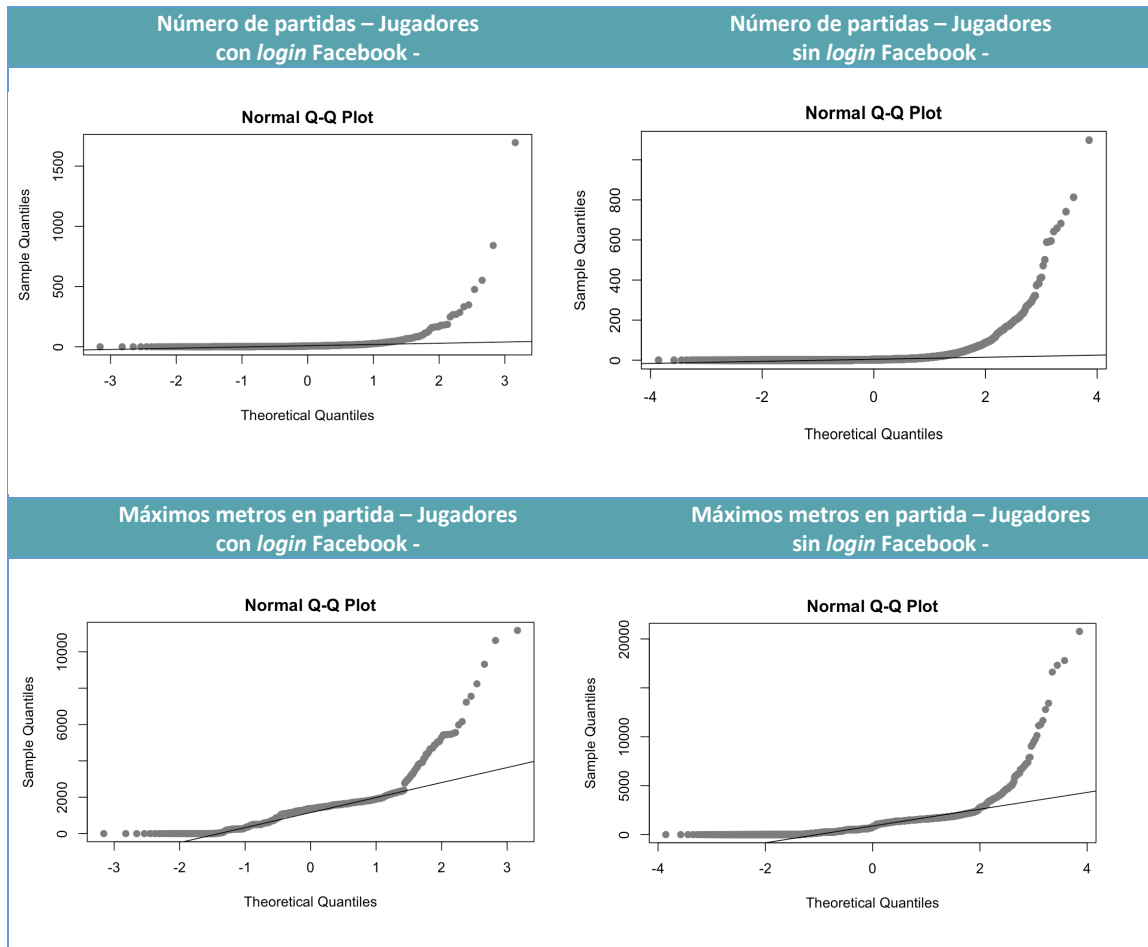 Número de partidas – Jugadores
con login Facebook -
Número de partidas – Jugadores
sin login Facebook -
Normal Q-Q Plot
Sample Quantiles
1500
1000
500
0
-3 -2 -1 0 1 2 3
Theoretical Quantiles
Normal Q-Q Plot
Sample Quantiles
800
600
400
200
0
-4 -2 0 2 4
Theoretical Quantiles
Máximos metros en partida – Jugadores
con login Facebook -
Máximos metros en partida – Jugadores
sin login Facebook -
Normal Q-Q Plot
Sample Quantiles
10000
6000
2000
0
-3 -2 -1 0 1 2 3
Theoretical Quantiles
Normal Q-Q Plot
Sample Quantiles
20000
10000
5000
0
-4 -2 0 2 4
Theoretical Quantiles